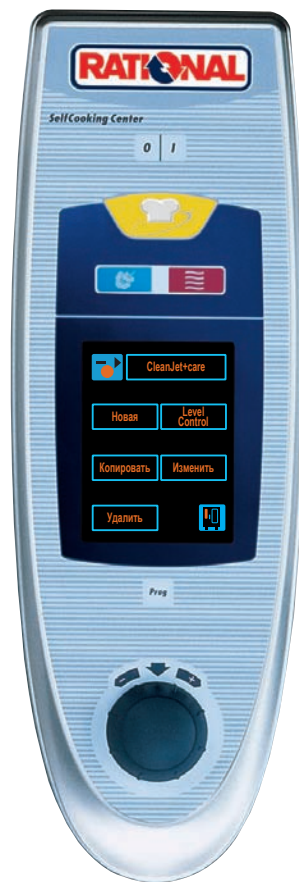 RATIONAL
SelfCooking Center
0 | I
CleanJet+care
Новая
Level
Control
Копировать
Изменить
Удалить
Prog
- +